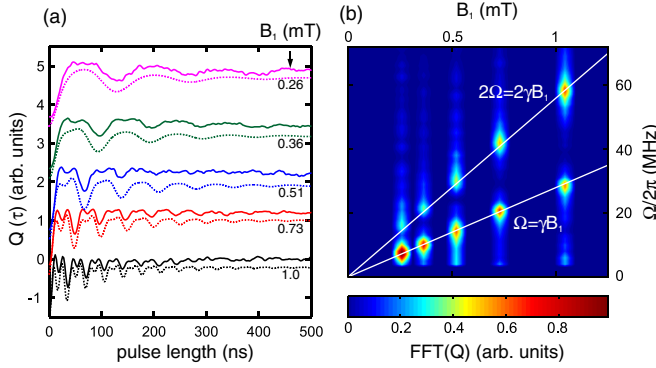 (a)
B₁ (mT)
5
4
3
2
1
0
-1
Q (τ) (arb. units)
0.26
0.36
0.51
0.73
1.0
0 100 200 300 400 500
pulse length (ns)
(b)
B₁ (mT)
0 0.5 1
2Ω=2γB₁
Ω=γB₁
60
40
20
0
Ω/2π (MHz)
0 0.2 0.4 0.6 0.8
FFT(Q) (arb. units)